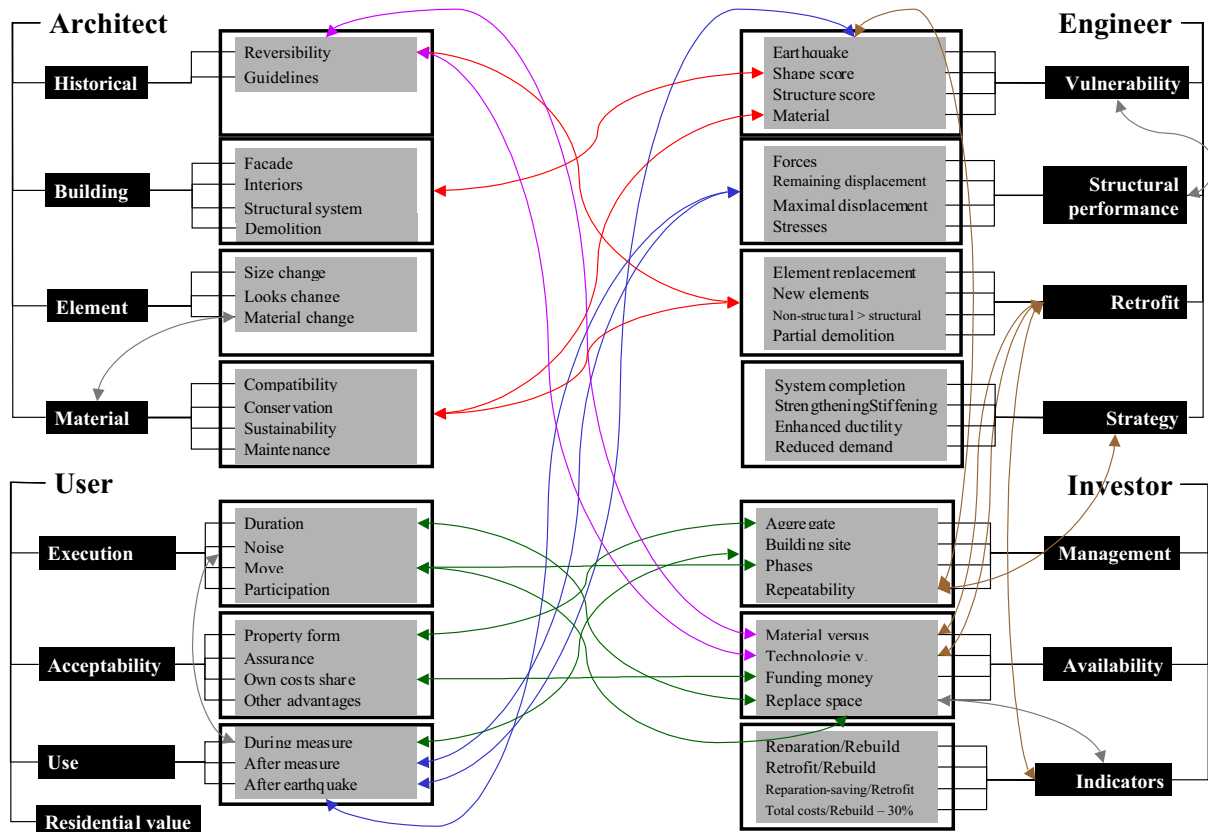 Architect
Historical
Reversibility
Guidelines
Building
Facade
Interiors
Structural system
Demolition
Element
Size change
Looks change
Material change
Material
Compatibility
Conservation
Sustainability
Maintenance
Engineer
Earthquake
Shape score
Structure score
Material
Vulnerability
Forces
Remaining displacement
Maximal displacement
Stresses
Structural
performance
Element replacement
New elements
Non-structural > structural
Partial demolition
Retrofit
System completion
StrengtheningStiffening
Enhanced ductility
Reduced demand
Strategy
User
Execution
Duration
Noise
Move
Participation
Acceptability
Property form
Assurance
Own costs share
Other advantages
Use
During measure
After measure
After earthquake
Residential value
Investor
Aggregate
Building site
Phases
Repeatability
Management
Material versus
Technologie v.
Funding money
Replace space
Availability
Reparation/Rebuild
Retrofit/Rebuild
Reparation-saving/Retrofit
Total costs/Rebuild – 30%
Indicators